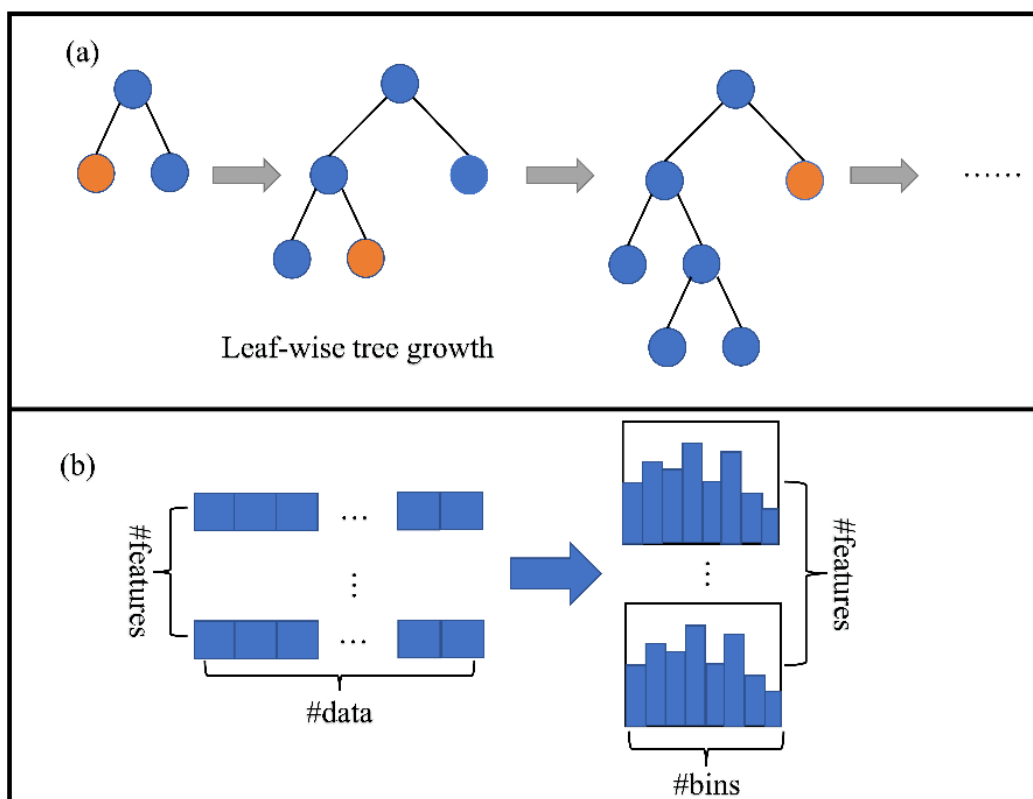 (a)
......
Leaf-wise tree growth
(b)
#features
...
...
...
#data
...
#features
#bins